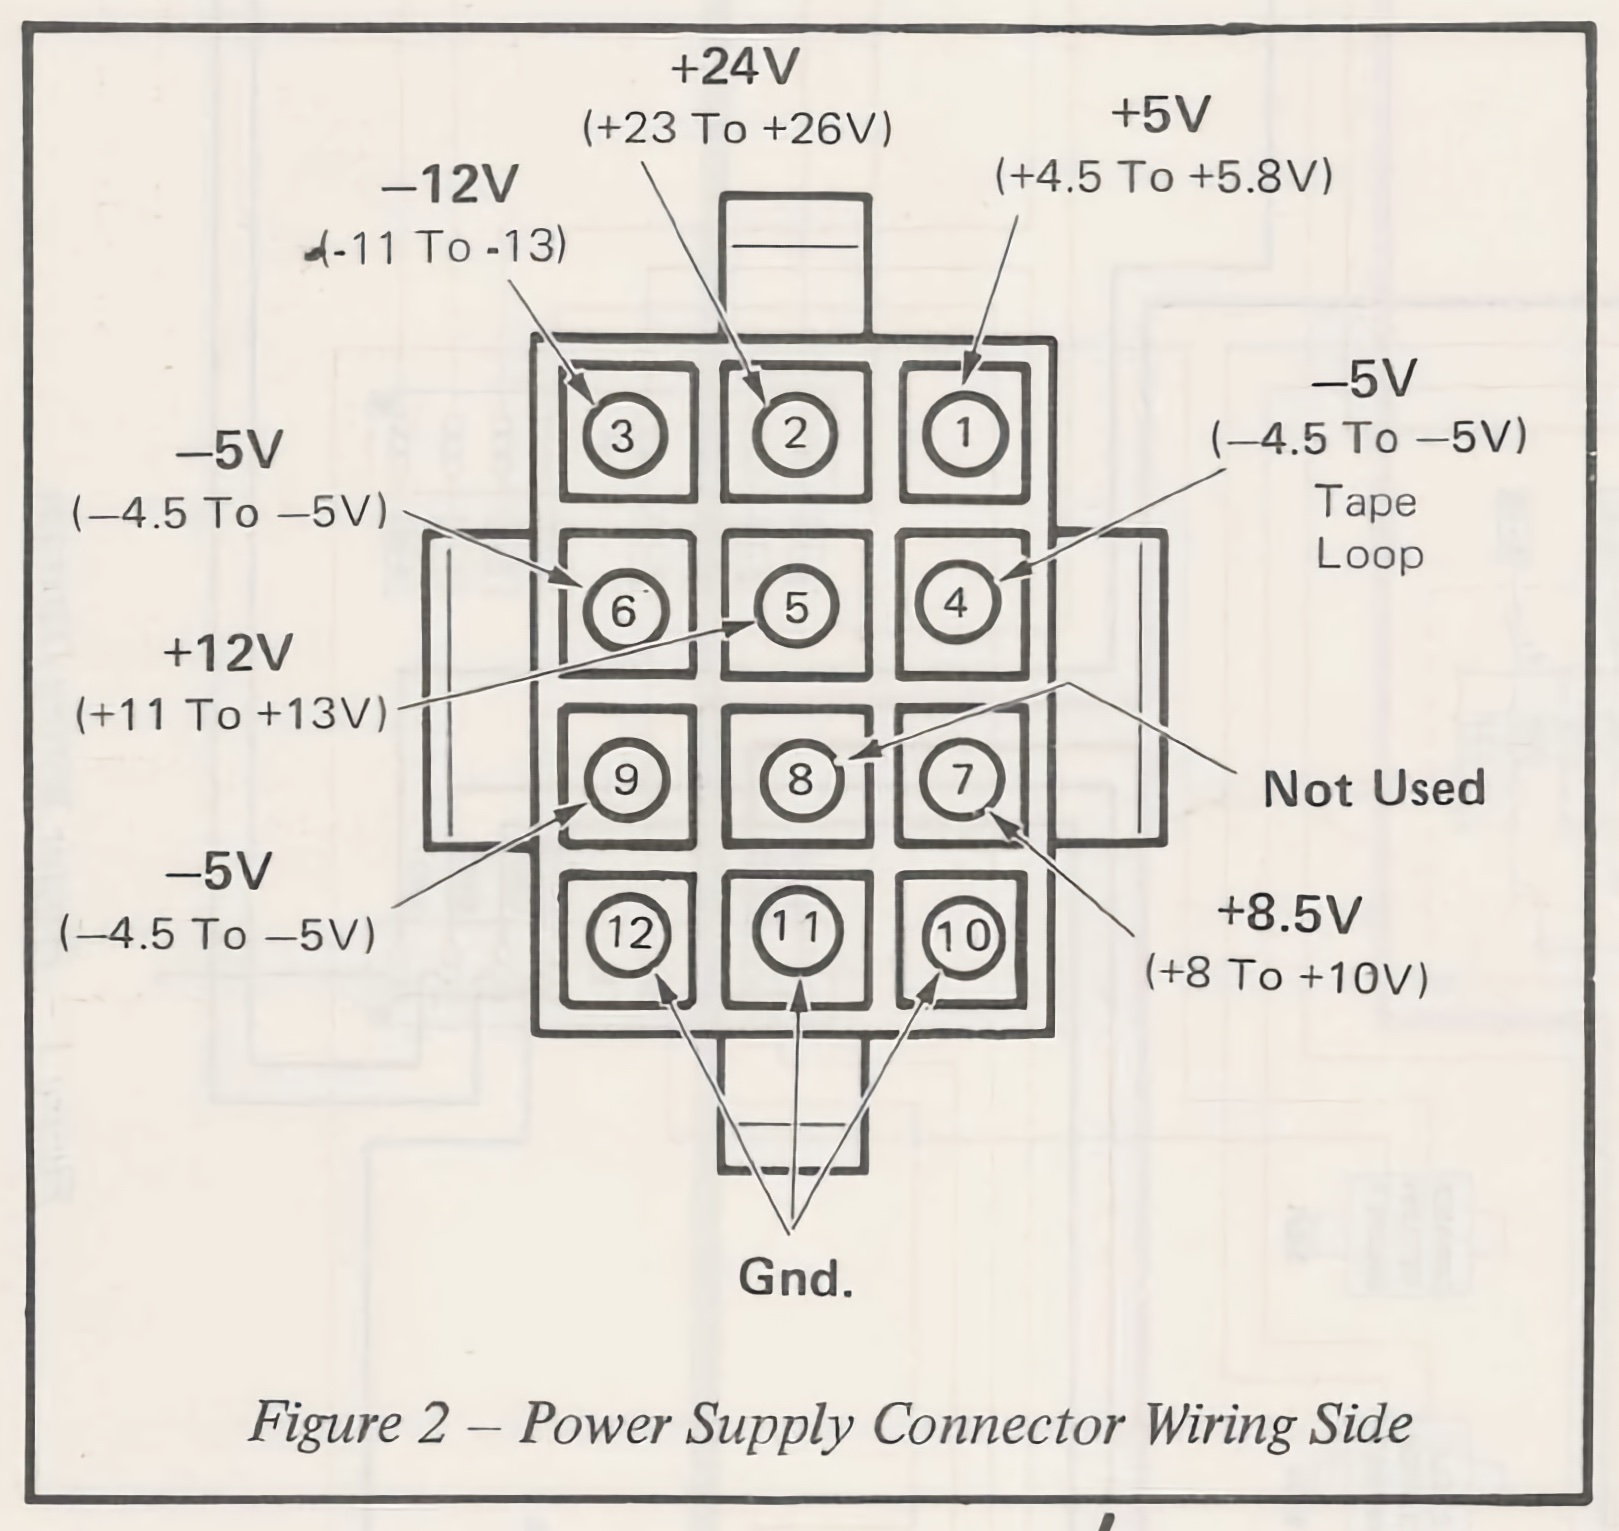 +24V
(+23 To +26V)
+5V
(+4.5 To +5.8V)
–12V
(-11 To -13)
–5V
(–4.5 To –5V)
Tape
Loop
–5V
(–4.5 To –5V)
+12V
(+11 To +13V)
–5V
(–4.5 To –5V)
3 2 1
6 5 4
9 8 7
12 11 10
Not Used
+8.5V
(+8 To +10V)
Gnd.
Figure 2 – Power Supply Connector Wiring Side